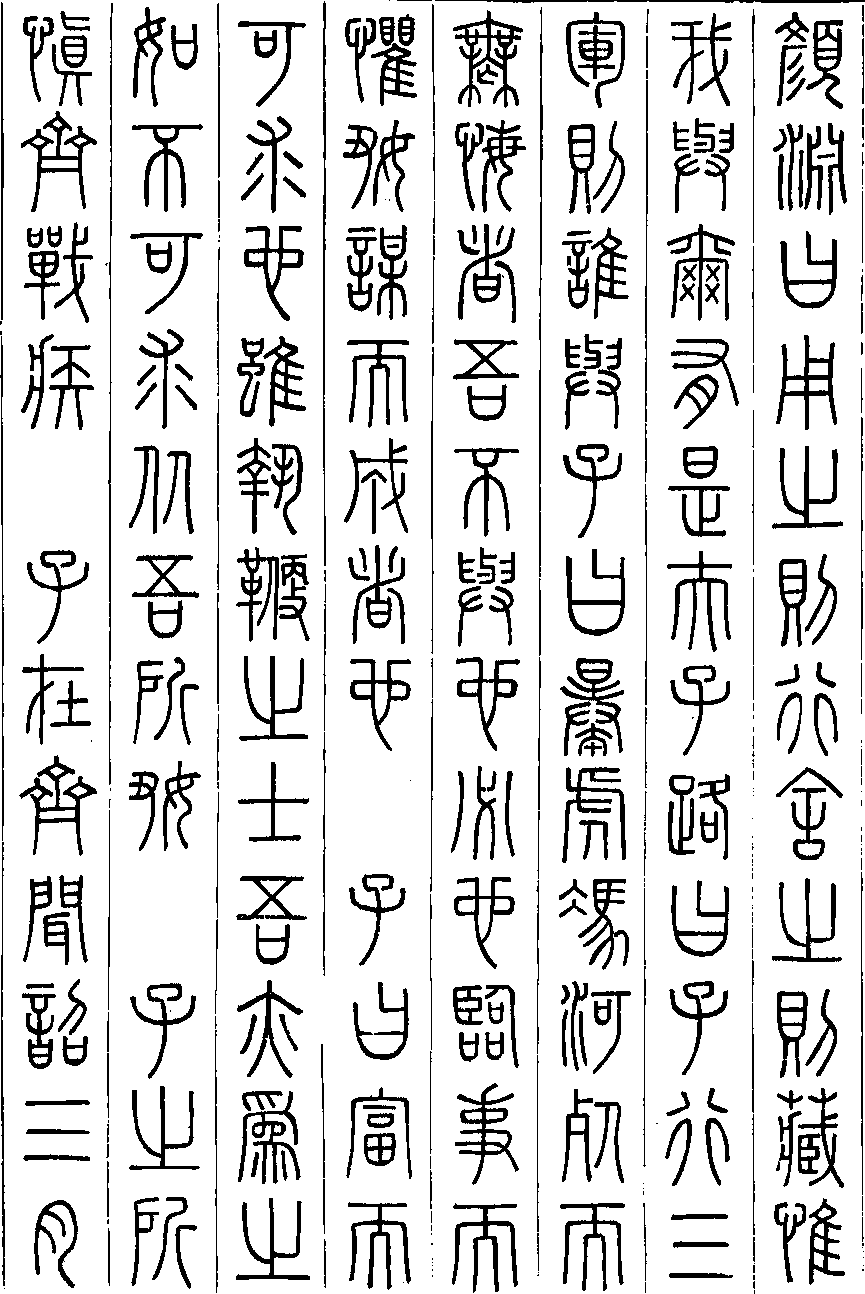 顏淵曰用之則行舍之則藏惟
我與爾有是夫子路曰子行三
軍則誰與子曰暴虎馮河死而
無悔者吾不與也必也臨事而
懼好謀而成者也　子曰富而
可求也雖執鞭之士吾亦爲之
如不可求从吾所好　子之所
慎齊戰疾　子在齊聞韶三月